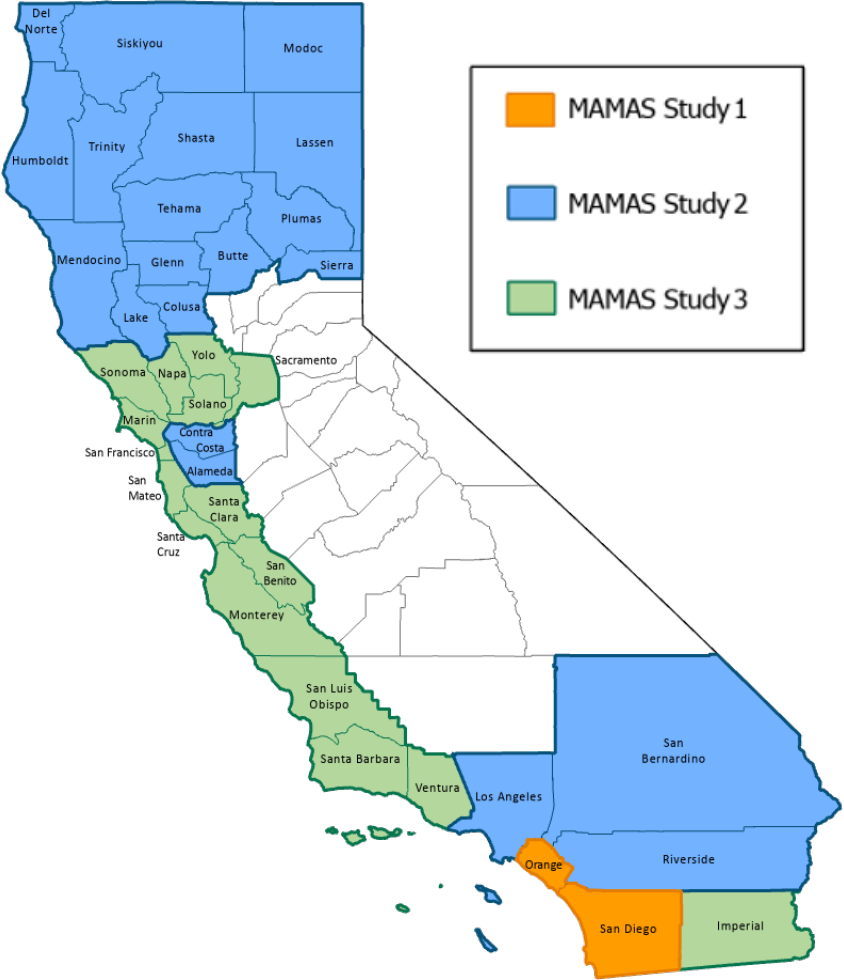 Del
Norte
Siskiyou
Modoc
MAMAS Study 1
Humboldt
Trinity
Shasta
Lassen
MAMAS Study 2
Tehama
Plumas
Mendocino
Glenn
Butte
Sierra
MAMAS Study 3
Lake
Colusa
Sonoma
Napa
Yolo
Sacramento
Solano
Marin
Contra
Costa
San Francisco
Alameda
San
Mateo
Santa
Clara
Santa
Cruz
San
Benito
Monterey
San Luis
Obispo
Santa Barbara
Ventura
Los Angeles
San
Bernardino
Orange
Riverside
San Diego
Imperial